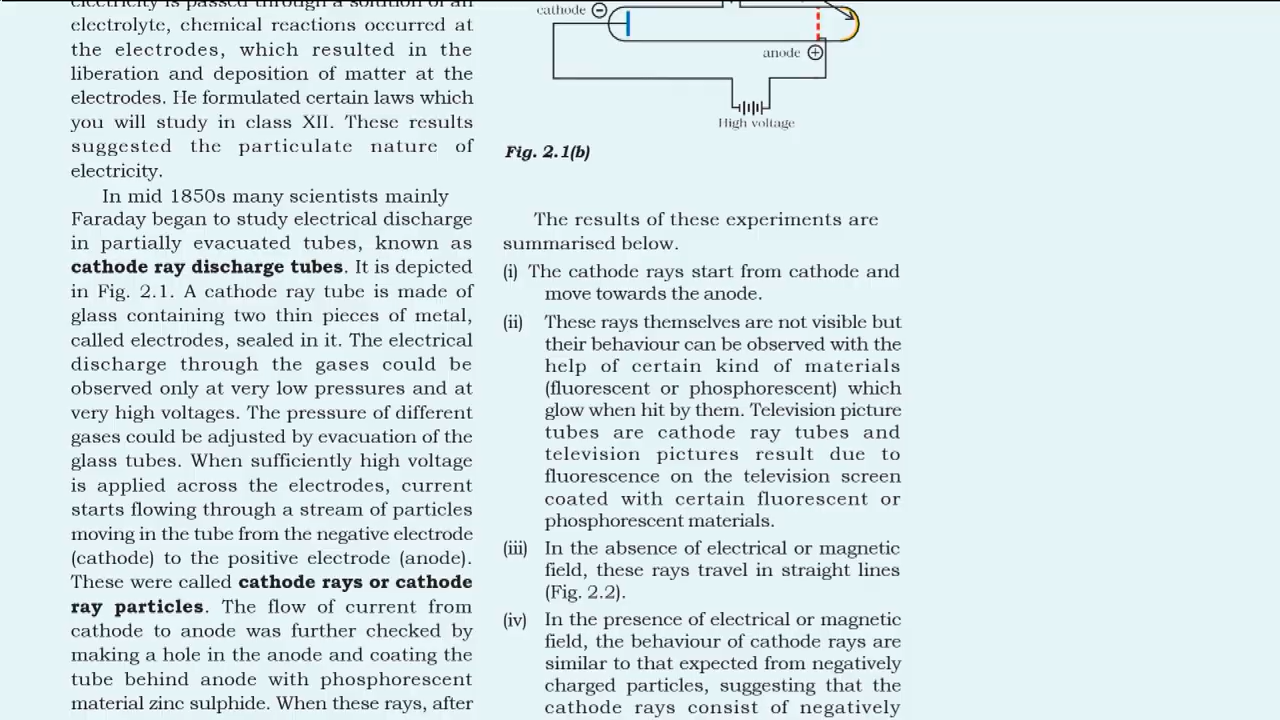 electricity is passed through a solution of an
electrolyte, chemical reactions occurred at
the electrodes, which resulted in the
liberation and deposition of matter at the
electrodes. He formulated certain laws which
you will study in class XII. These results
suggested the particulate nature of
electricity.
In mid 1850s many scientists mainly
Faraday began to study electrical discharge
in partially evacuated tubes, known as
cathode ray discharge tubes. It is depicted
in Fig. 2.1. A cathode ray tube is made of
glass containing two thin pieces of metal,
called electrodes, sealed in it. The electrical
discharge through the gases could be
observed only at very low pressures and at
very high voltages. The pressure of different
gases could be adjusted by evacuation of the
glass tubes. When sufficiently high voltage
is applied across the electrodes, current
starts flowing through a stream of particles
moving in the tube from the negative electrode
(cathode) to the positive electrode (anode).
These were called cathode rays or cathode
ray particles. The flow of current from
cathode to anode was further checked by
making a hole in the anode and coating the
tube behind anode with phosphorescent
material zinc sulphide. When these rays, after
cathode
anode
High voltage
Fig. 2.1(b)
The results of these experiments are
summarised below.
(i) The cathode rays start from cathode and
move towards the anode.
(ii) These rays themselves are not visible but
their behaviour can be observed with the
help of certain kind of materials
(fluorescent or phosphorescent) which
glow when hit by them. Television picture
tubes are cathode ray tubes and
television pictures result due to
fluorescence on the television screen
coated with certain fluorescent or
phosphorescent materials.
(iii) In the absence of electrical or magnetic
field, these rays travel in straight lines
(Fig. 2.2).
(iv) In the presence of electrical or magnetic
field, the behaviour of cathode rays are
similar to that expected from negatively
charged particles, suggesting that the
cathode rays consist of negatively